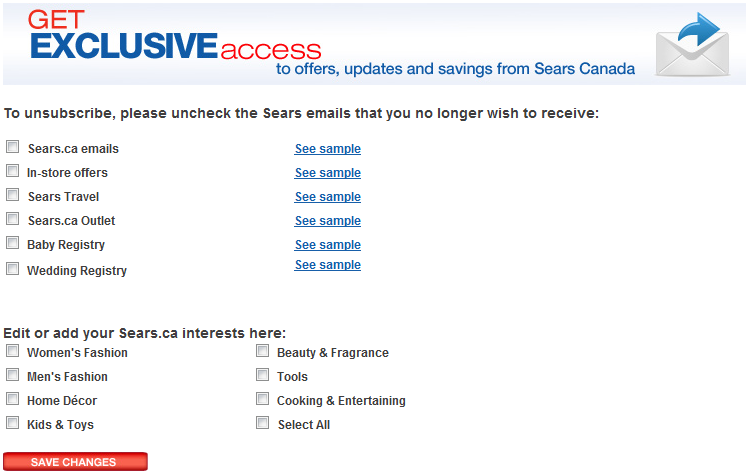 GET
EXCLUSIVE access
to offers, updates and savings from Sears Canada
To unsubscribe, please uncheck the Sears emails that you no longer wish to receive:
Sears.ca emails See sample
In-store offers See sample
Sears Travel See sample
Sears.ca Outlet See sample
Baby Registry See sample
Wedding Registry See sample
Edit or add your Sears.ca interests here:
Women's Fashion Beauty & Fragrance
Men's Fashion Tools
Home Décor Cooking & Entertaining
Kids & Toys Select All
SAVE CHANGES